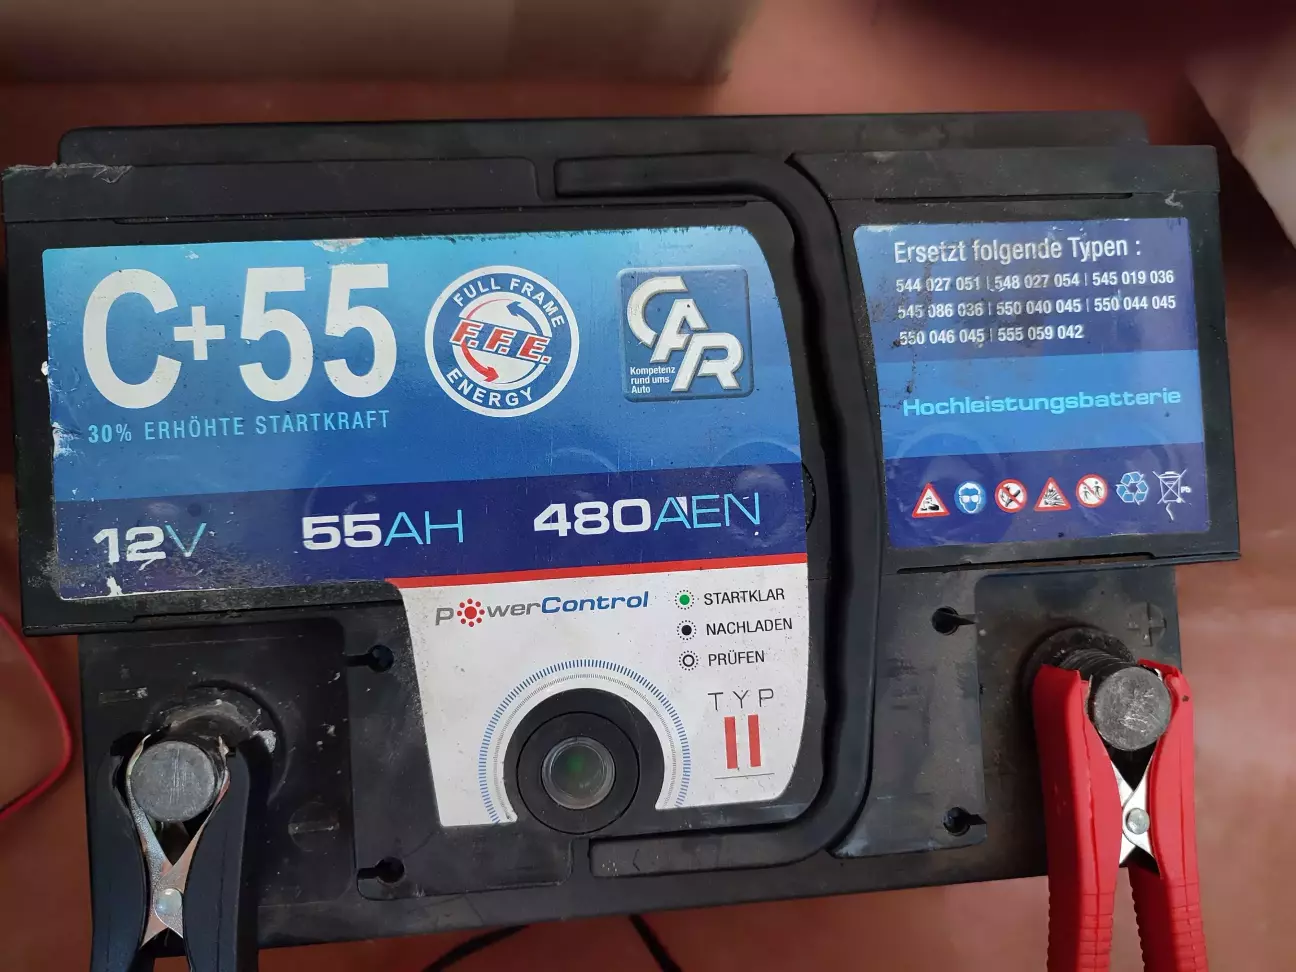 C+55
30% ERHÖHTE STARTKRAFT
FULL FRAME
F.F.E.
ENERGY
CAR
Kompetenz
rund ums
Auto
12V 55AH 480AEN
Ersetzt folgende Typen :
544 027 051 | 548 027 054 | 545 019 036
545 086 036 | 550 040 045 | 550 044 045
550 046 045 | 555 059 042
Hochleistungsbatterie
powerControl
STARTKLAR
NACHLADEN
PRÜFEN
TYP
II